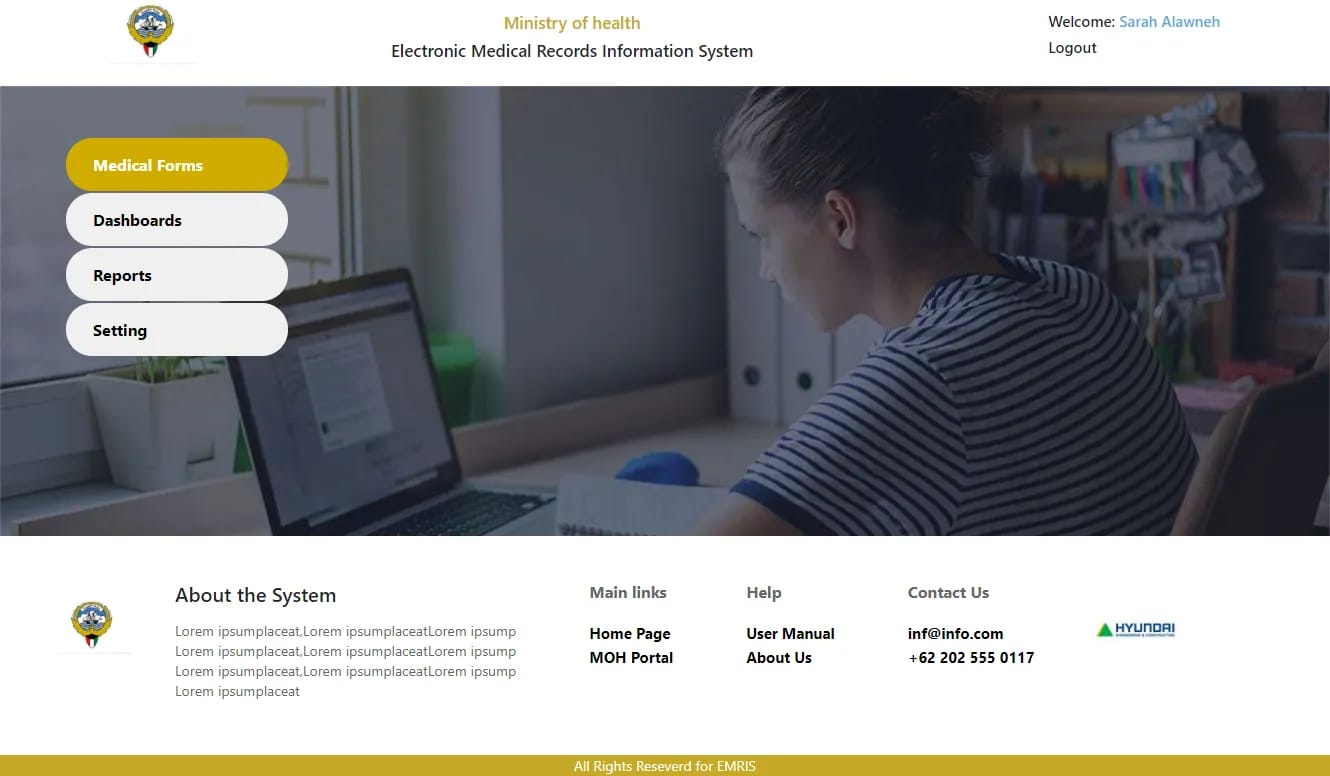 Ministry of health
Electronic Medical Records Information System
Welcome: Sarah Alawneh
Logout
Medical Forms
Dashboards
Reports
Setting
About the System
Lorem ipsumplaceat,Lorem ipsumplaceatLorem ipsump
Lorem ipsumplaceat,Lorem ipsumplaceatLorem ipsump
Lorem ipsumplaceat,Lorem ipsumplaceatLorem ipsump
Lorem ipsumplaceat
Main links
Home Page
MOH Portal
Help
User Manual
About Us
Contact Us
inf@info.com
+62 202 555 0117
HYUNDAI
ENGINEERING & CONSTRUCTION
All Rights Reseverd for EMRIS